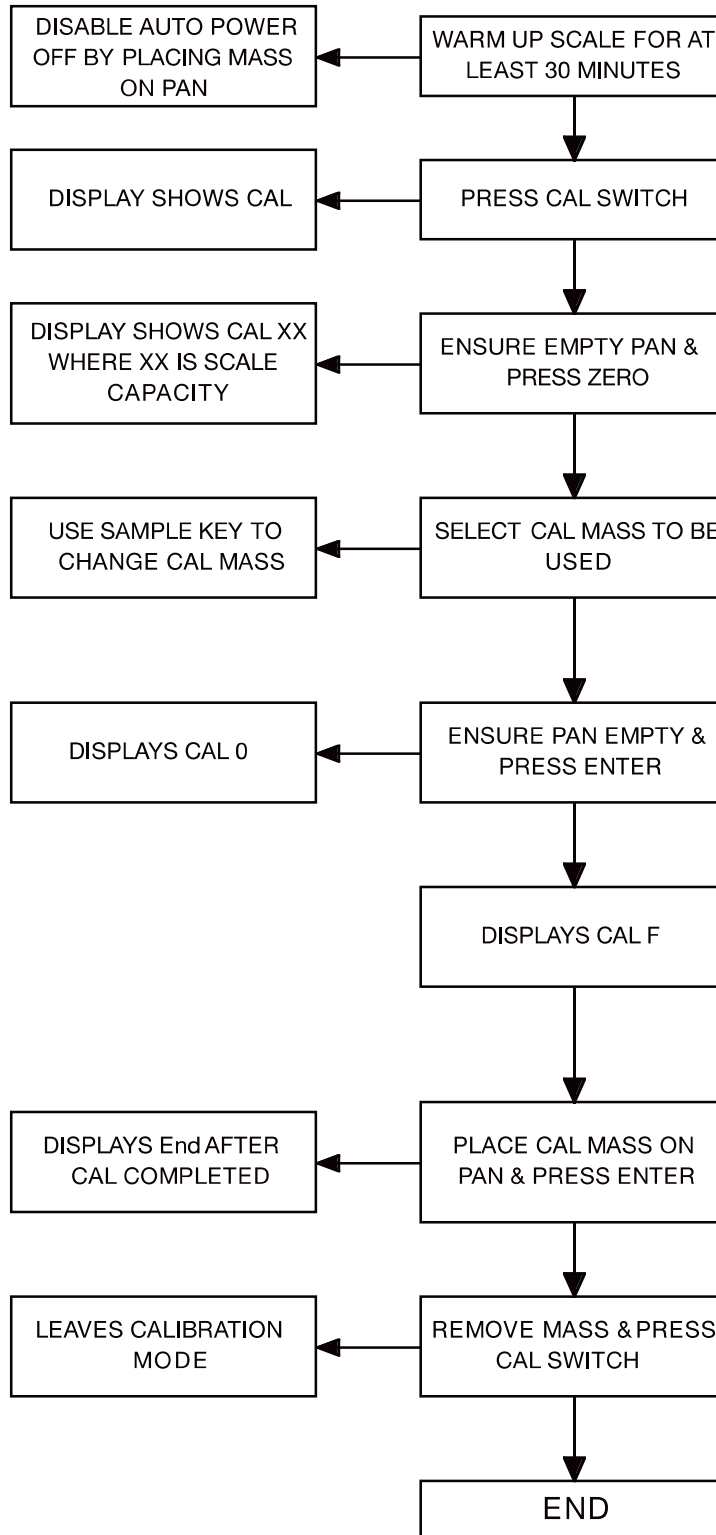 DISABLE AUTO POWER
OFF BY PLACING MASS
ON PAN
WARM UP SCALE FOR AT
LEAST 30 MINUTES
DISPLAY SHOWS CAL
PRESS CAL SWITCH
DISPLAY SHOWS CAL XX
WHERE XX IS SCALE
CAPACITY
ENSURE EMPTY PAN &
PRESS ZERO
USE SAMPLE KEY TO
CHANGE CAL MASS
SELECT CAL MASS TO BE
USED
DISPLAYS CAL 0
ENSURE PAN EMPTY &
PRESS ENTER
DISPLAYS CAL F
DISPLAYS End AFTER
CAL COMPLETED
PLACE CAL MASS ON
PAN & PRESS ENTER
LEAVES CALIBRATION
MODE
REMOVE MASS & PRESS
CAL SWITCH
END